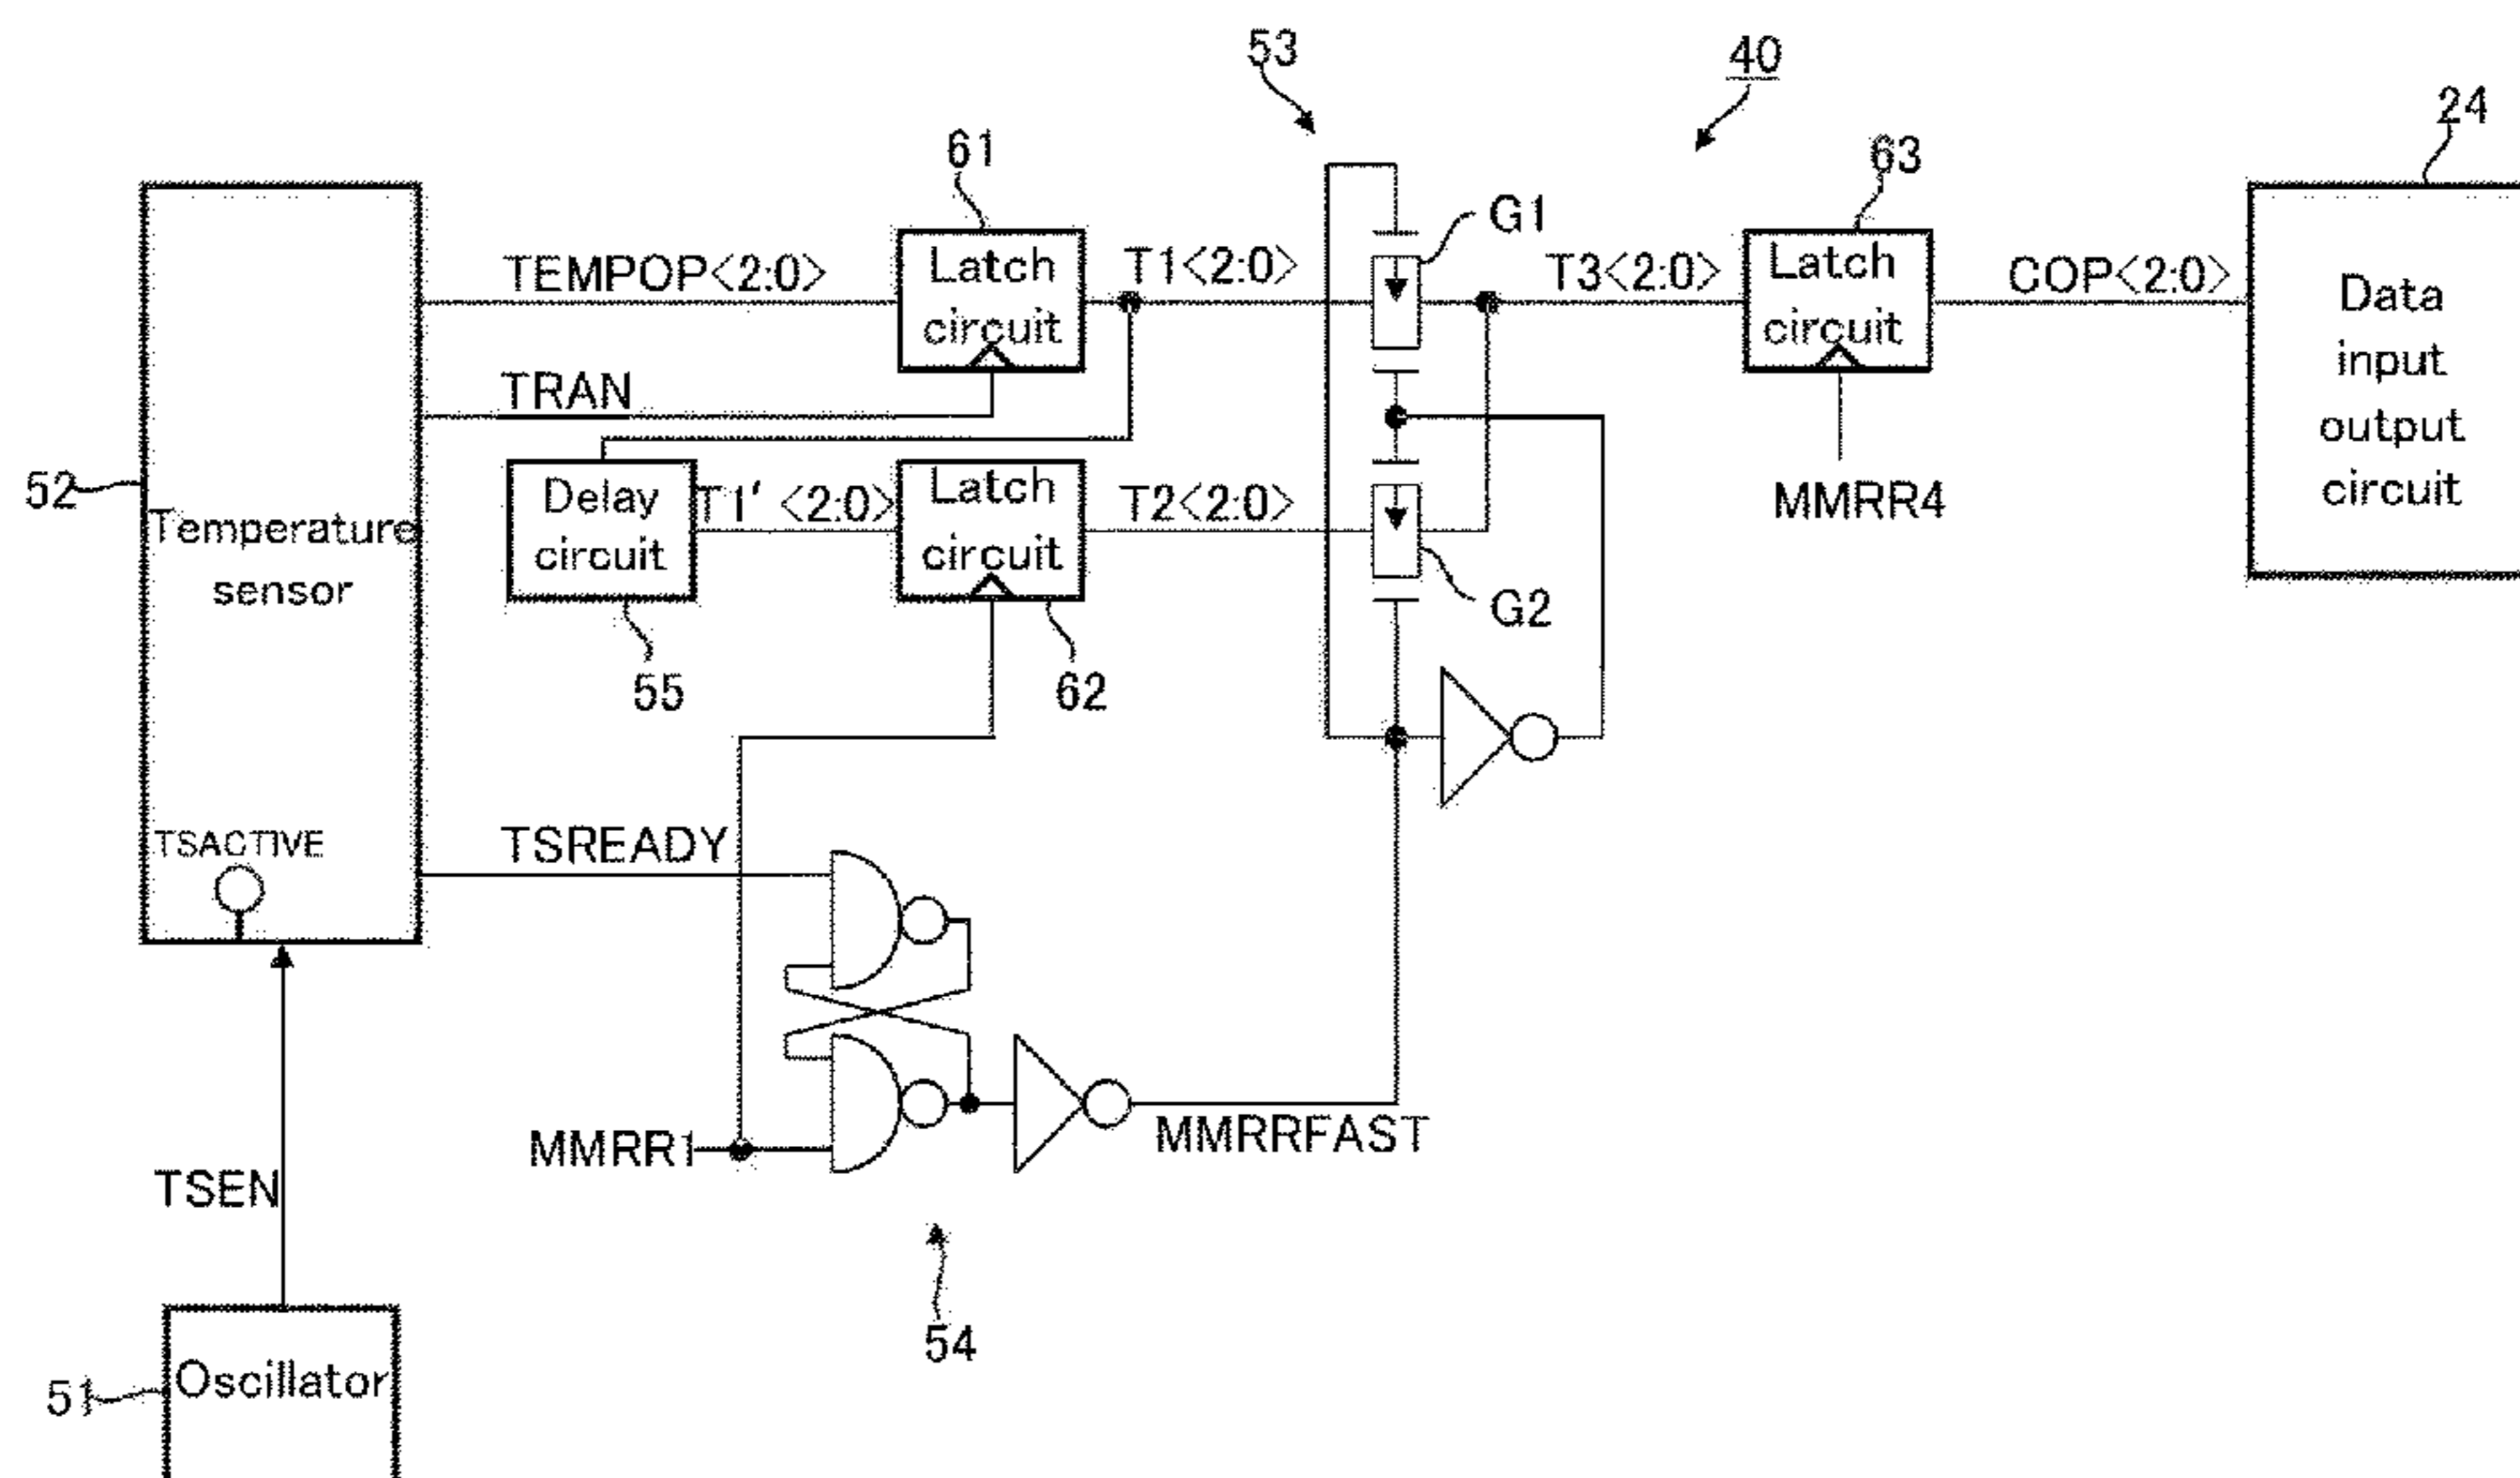 53
40
24
61
63
G1
TEMPOP<2:0>
Latch
circuit
T1<2:0>
T3<2:0>
Latch
circuit
COP<2:0>
Data
input
output
circuit
TRAN
52
Delay
circuit
T1' <2:0>
Latch
circuit
T2<2:0>
MMRR4
Temperature
sensor
G2
55
62
TSACTIVE
TSREADY
MMRR1
MMRRFAST
TSEN
54
51
Oscillator